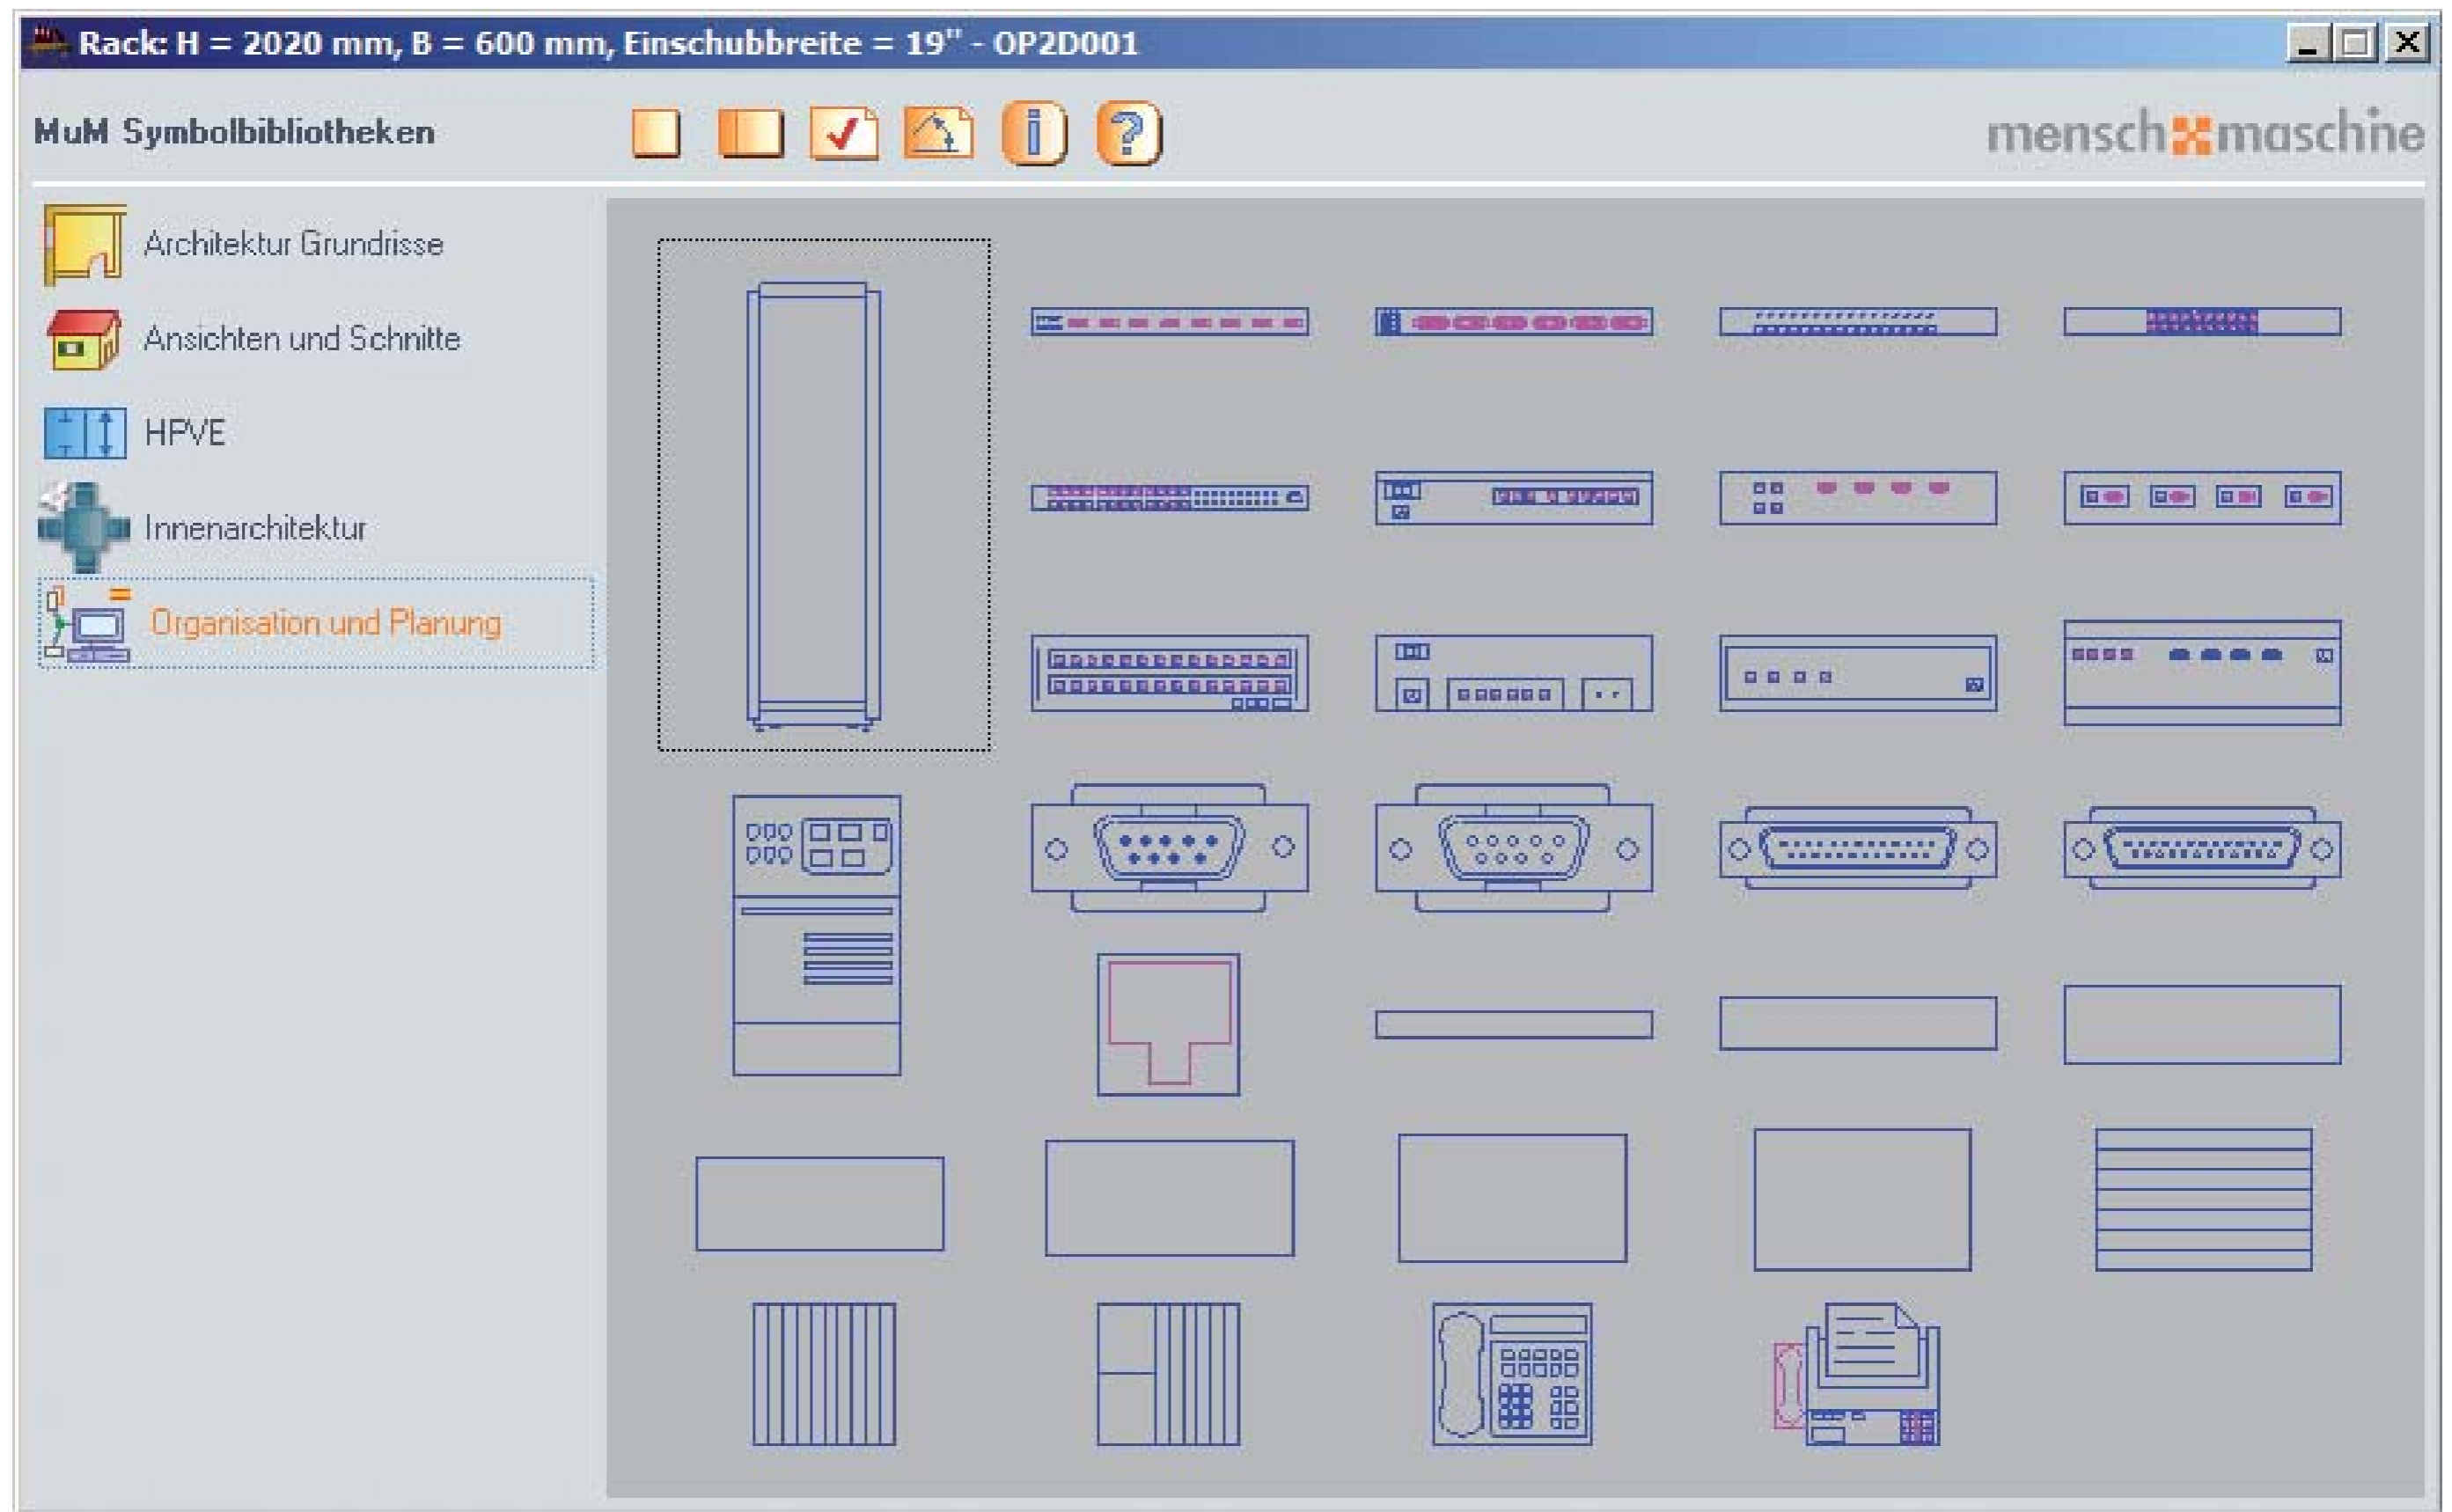 Rack: H = 2020 mm, B = 600 mm, Einschubbreite = 19" - OP2D001
MuM Symbolbibliotheken
mensch maschine
Architektur Grundrisse
Ansichten und Schnitte
HPVE
Innenarchitektur
Organisation und Planung